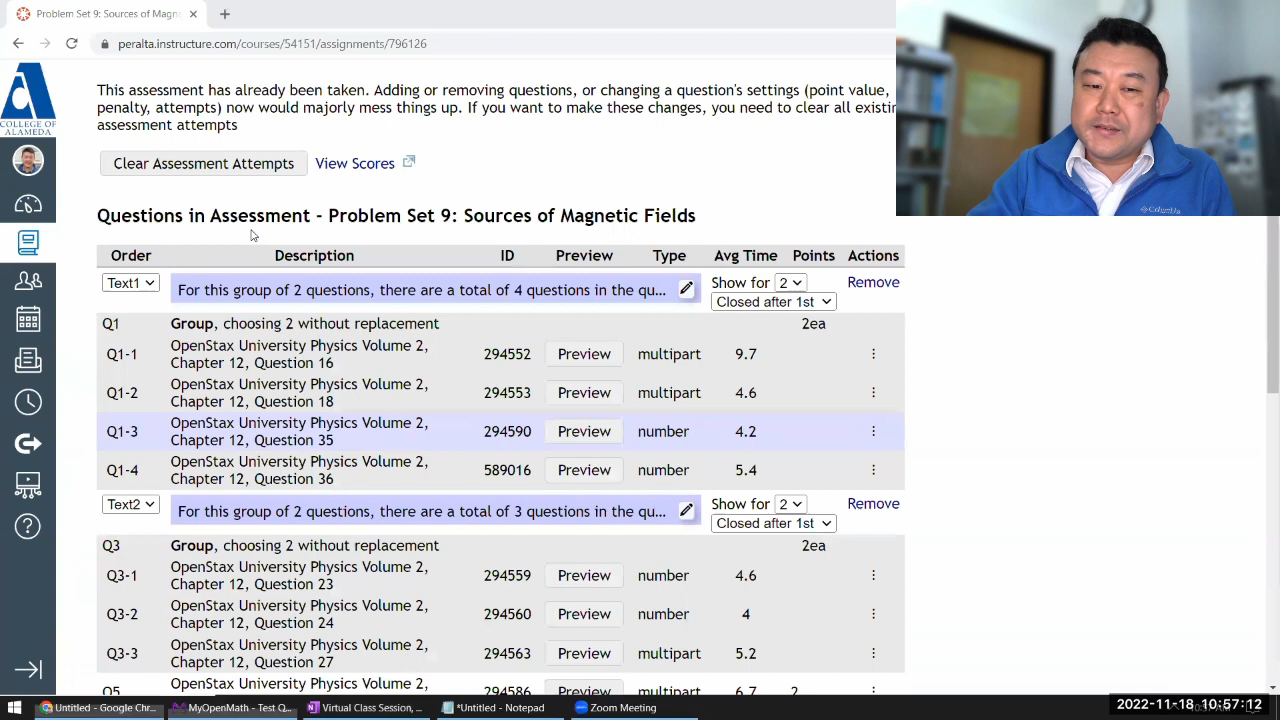 Problem Set 9: Sources of Magn
peralta.instructure.com/courses/54151/assignments/796126
COLLEGE OF
ALAMEDA
Columbia
This assessment has already been taken. Adding or removing questions, or changing a question's settings (point value,
penalty, attempts) now would majorly mess things up. If you want to make these changes, you need to clear all existin
assessment attempts
Clear Assessment Attempts View Scores
Questions in Assessment - Problem Set 9: Sources of Magnetic Fields
Order Description ID Preview Type Avg Time Points Actions
Text1 For this group of 2 questions, there are a total of 4 questions in the qu... Show for 2 Remove
Closed after 1st
Q1 Group, choosing 2 without replacement 2ea
Q1-1 OpenStax University Physics Volume 2, Chapter 12, Question 16 294552 Preview multipart 9.7
Q1-2 OpenStax University Physics Volume 2, Chapter 12, Question 18 294553 Preview multipart 4.6
Q1-3 OpenStax University Physics Volume 2, Chapter 12, Question 35 294590 Preview number 4.2
Q1-4 OpenStax University Physics Volume 2, Chapter 12, Question 36 589016 Preview number 5.4
Text2 For this group of 2 questions, there are a total of 3 questions in the qu... Show for 2 Remove
Closed after 1st
Q3 Group, choosing 2 without replacement 2ea
Q3-1 OpenStax University Physics Volume 2, Chapter 12, Question 23 294559 Preview number 4.6
Q3-2 OpenStax University Physics Volume 2, Chapter 12, Question 24 294560 Preview number 4
Q3-3 OpenStax University Physics Volume 2, Chapter 12, Question 27 294563 Preview multipart 5.2
Q5 OpenStax University Physics Volume 2, 294586 Preview multipart 6.7 2
Untitled - Google Chr... MyOpenMath - Test Q... Virtual Class Session, ... *Untitled - Notepad Zoom Meeting 2022-11-18 10:57:12